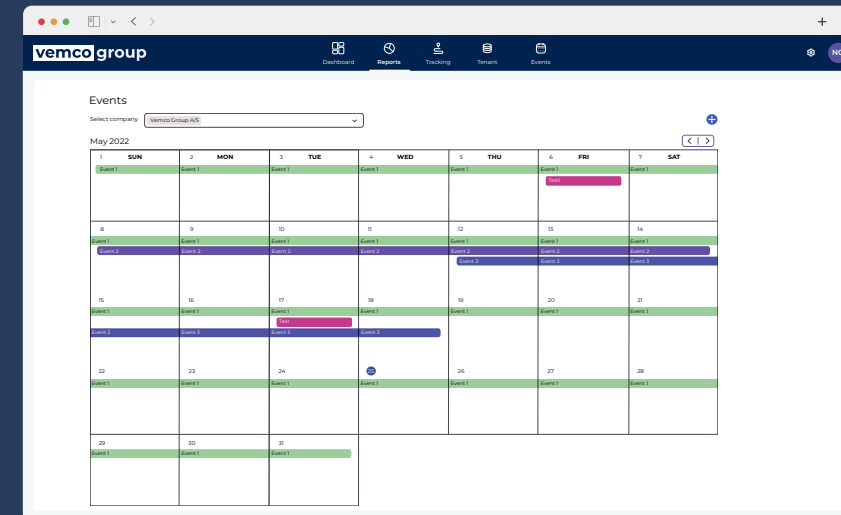 vemco group
Dashboard Reports Tracking Tenant Events
NC
Events
Select company Vemco Group A/S
May 2022
1 SUN 2 MON 3 TUE 4 WED 5 THU 6 FRI 7 SAT
Event 1 Event 1 Event 1 Event 1 Event 1 Event 1 Event 1
8 9 10 11 12 13 14
Event 1 Event 1 Event 1 Event 1 Event 1 Event 1 Event 1
Event 2 Event 2 Event 2 Event 2 Event 2 Event 2 Event 2
Event 3 Event 3 Event 3
15 16 17 18 19 20 21
Event 1 Event 1 Event 1 Event 1 Event 1 Event 1 Event 1
Event 3 Event 3 Event 3 Event 3
22 23 24 25 26 27 28
Event 1 Event 1 Event 1 Event 1 Event 1 Event 1 Event 1
29 30 31
Event 1 Event 1 Event 1